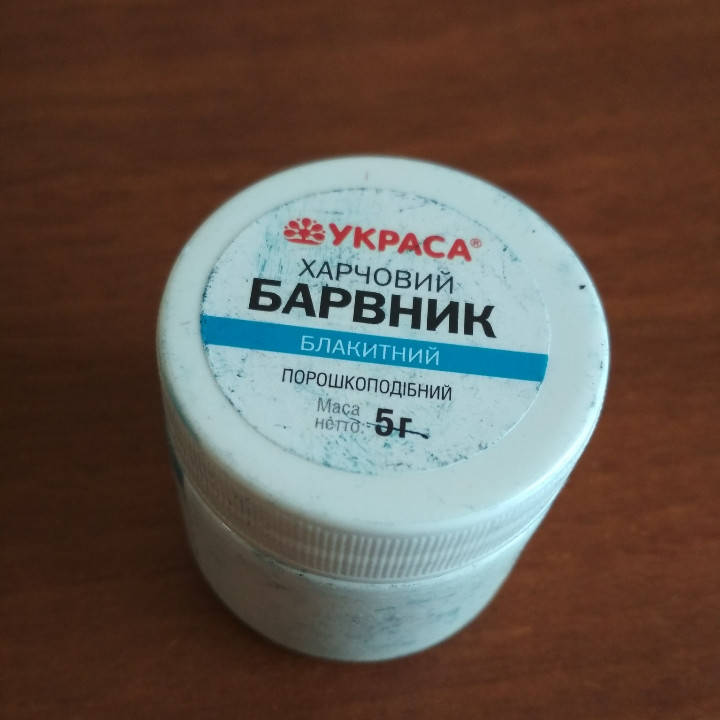 УКРАСА®
ХАРЧОВИЙ
БАРВНИК
БЛАКИТНИЙ
ПОРОШКОПОДІБНИЙ
Маса
нетто: 5г